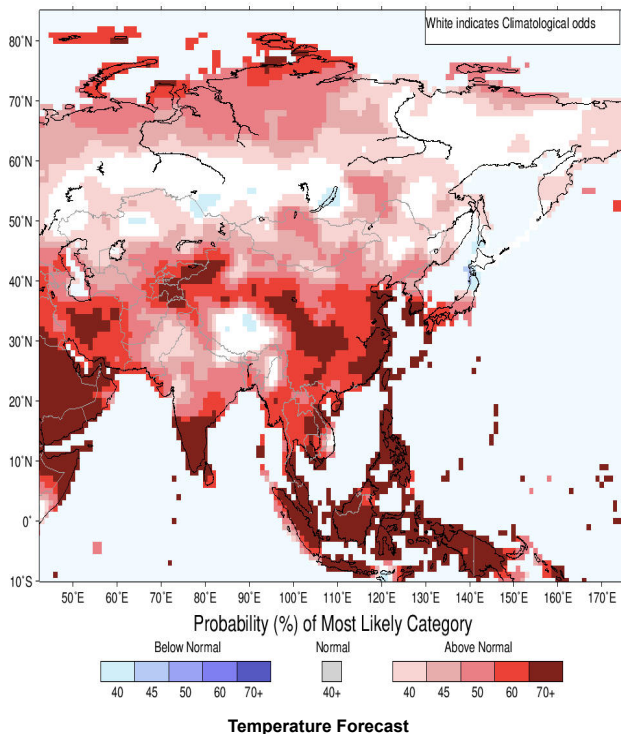 White indicates Climatological odds
80˚N
70˚N
60˚N
50˚N
40˚N
30˚N
20˚N
10˚N
0˚
10˚S
50˚E 60˚E 70˚E 80˚E 90˚E 100˚E 110˚E 120˚E 130˚E 140˚E 150˚E 160˚E 170˚E
Probability (%) of Most Likely Category
Below Normal Normal Above Normal
40 45 50 60 70+ 40+ 40 45 50 60 70+
Temperature Forecast